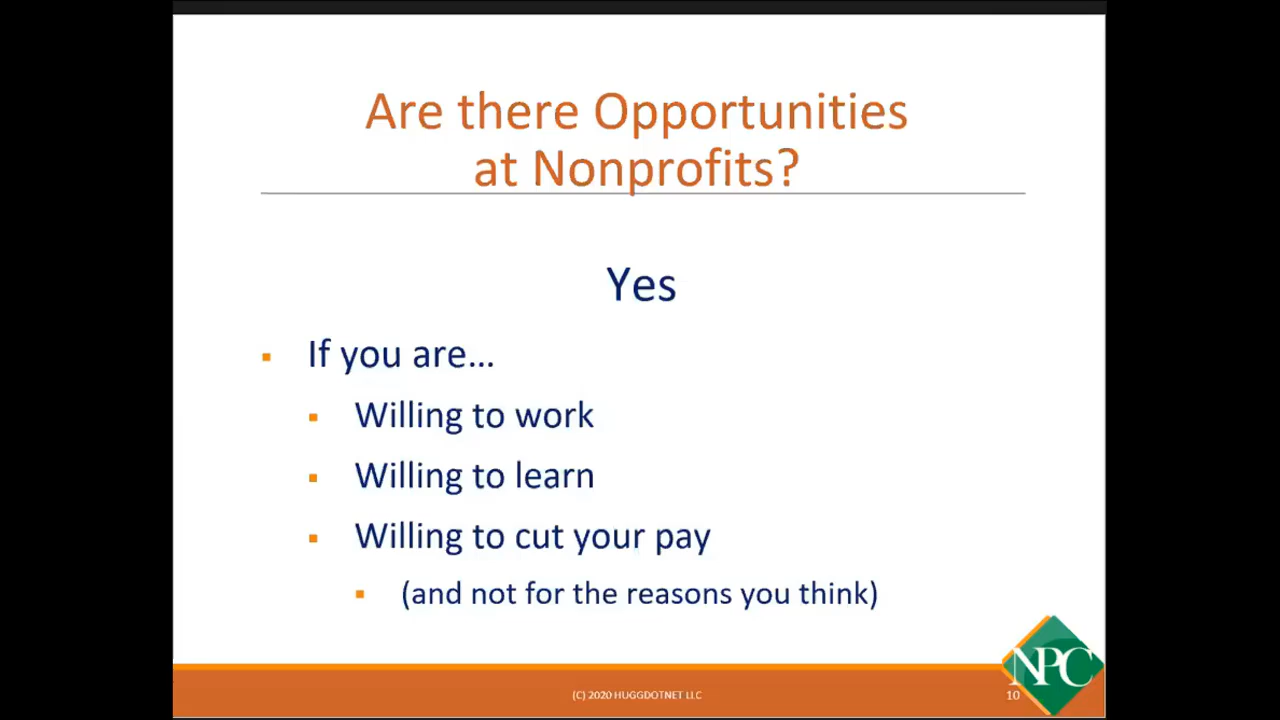 Are there Opportunities
at Nonprofits?
Yes
If you are...
Willing to work
Willing to learn
Willing to cut your pay
(and not for the reasons you think)
NPC
(C) 2020 HUGGDOTNET LLC
10